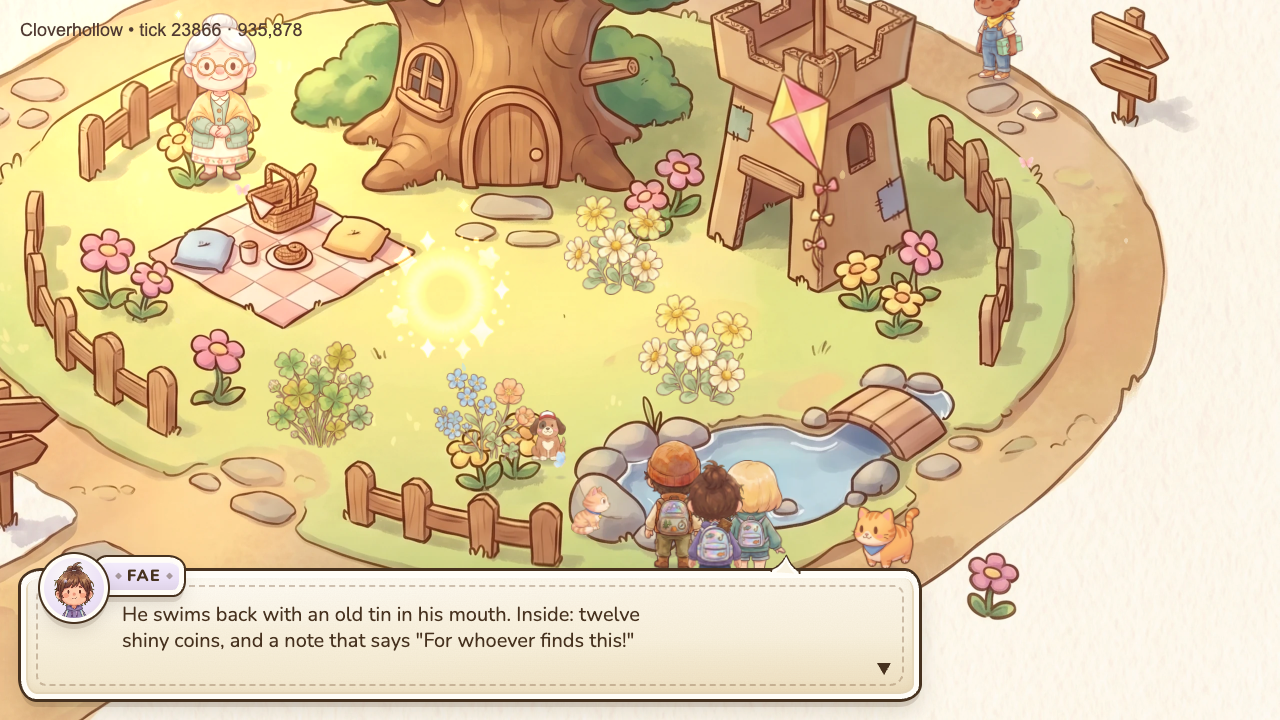 Cloverhollow • tick 23866 · 935,878
FAE
He swims back with an old tin in his mouth. Inside: twelve
shiny coins, and a note that says "For whoever finds this!"